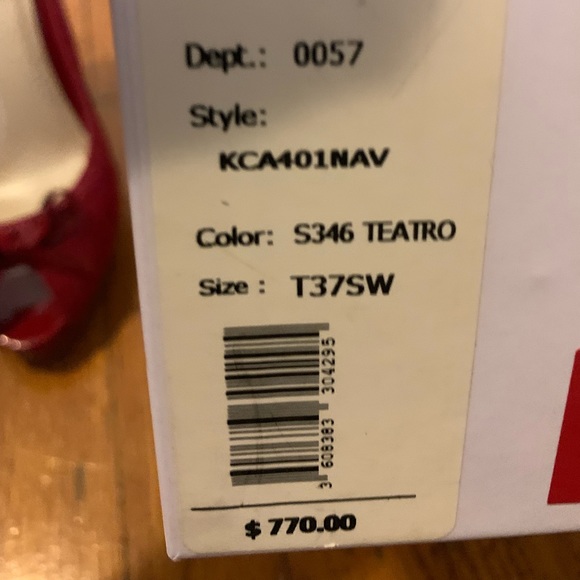 Dept.: 0057
Style:
KCA401NAV
Color: S346 TEATRO
Size : T37SW
3 608383 304295
$ 770.00